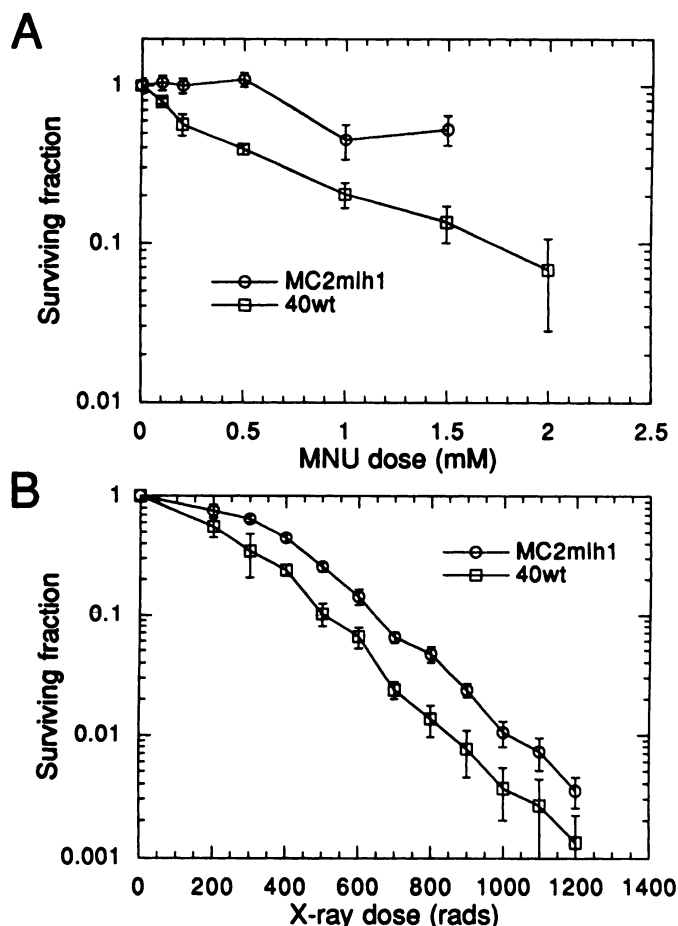 A
Surviving fraction
1
0.1
0.01
MC2mlh1
40wt
0 0.5 1 1.5 2 2.5
MNU dose (mM)
B
Surviving fraction
1
0.1
0.01
0.001
MC2mlh1
40wt
0 200 400 600 800 1000 1200 1400
X-ray dose (rads)